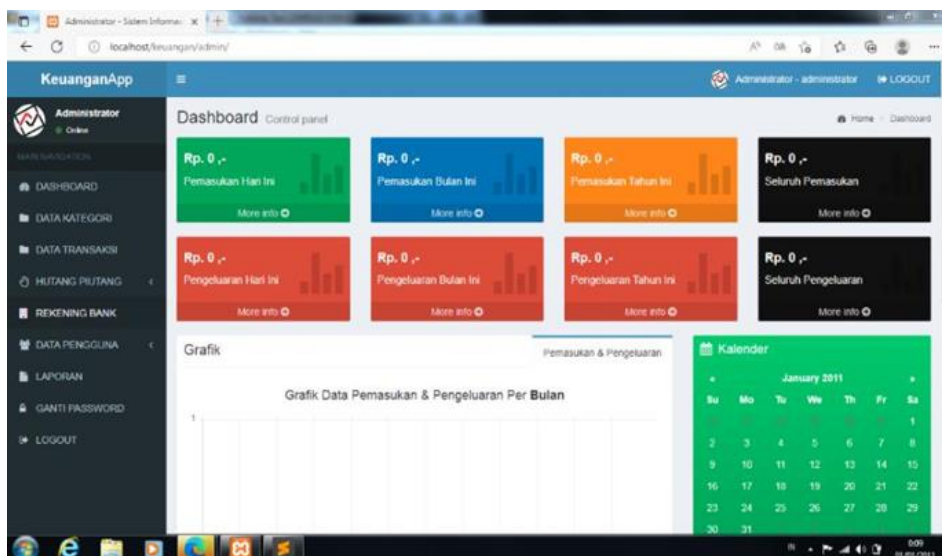 Administrator - Sistem Informas
localhost/keuangan/admin/
KeuanganApp
Administrator - administrator
LOGOUT
Administrator
Online
MAIN NAVIGATION
DASHBOARD
DATA KATEGORI
DATA TRANSAKSI
HUTANG PIUTANG
REKENING BANK
DATA PENGGUNA
LAPORAN
GANTI PASSWORD
LOGOUT
Dashboard Control panel
Home Dashboard
Rp. 0 ,-
Pemasukan Hari Ini
More info
Rp. 0 ,-
Pemasukan Bulan Ini
More info
Rp. 0 ,-
Pemasukan Tahun Ini
More info
Rp. 0 ,-
Seluruh Pemasukan
More info
Rp. 0 ,-
Pengeluaran Hari Ini
More info
Rp. 0 ,-
Pengeluaran Bulan Ini
More info
Rp. 0 ,-
Pengeluaran Tahun Ini
More info
Rp. 0 ,-
Seluruh Pengeluaran
More info
Grafik
Pemasukan & Pengeluaran
Grafik Data Pemasukan & Pengeluaran Per Bulan
1
Kalender
« January 2011 »
Su Mo Tu We Th Fr Sa
1
2 3 4 5 6 7 8
9 10 11 12 13 14 15
16 17 18 19 20 21 22
23 24 25 26 27 28 29
30 31
IN
0:09